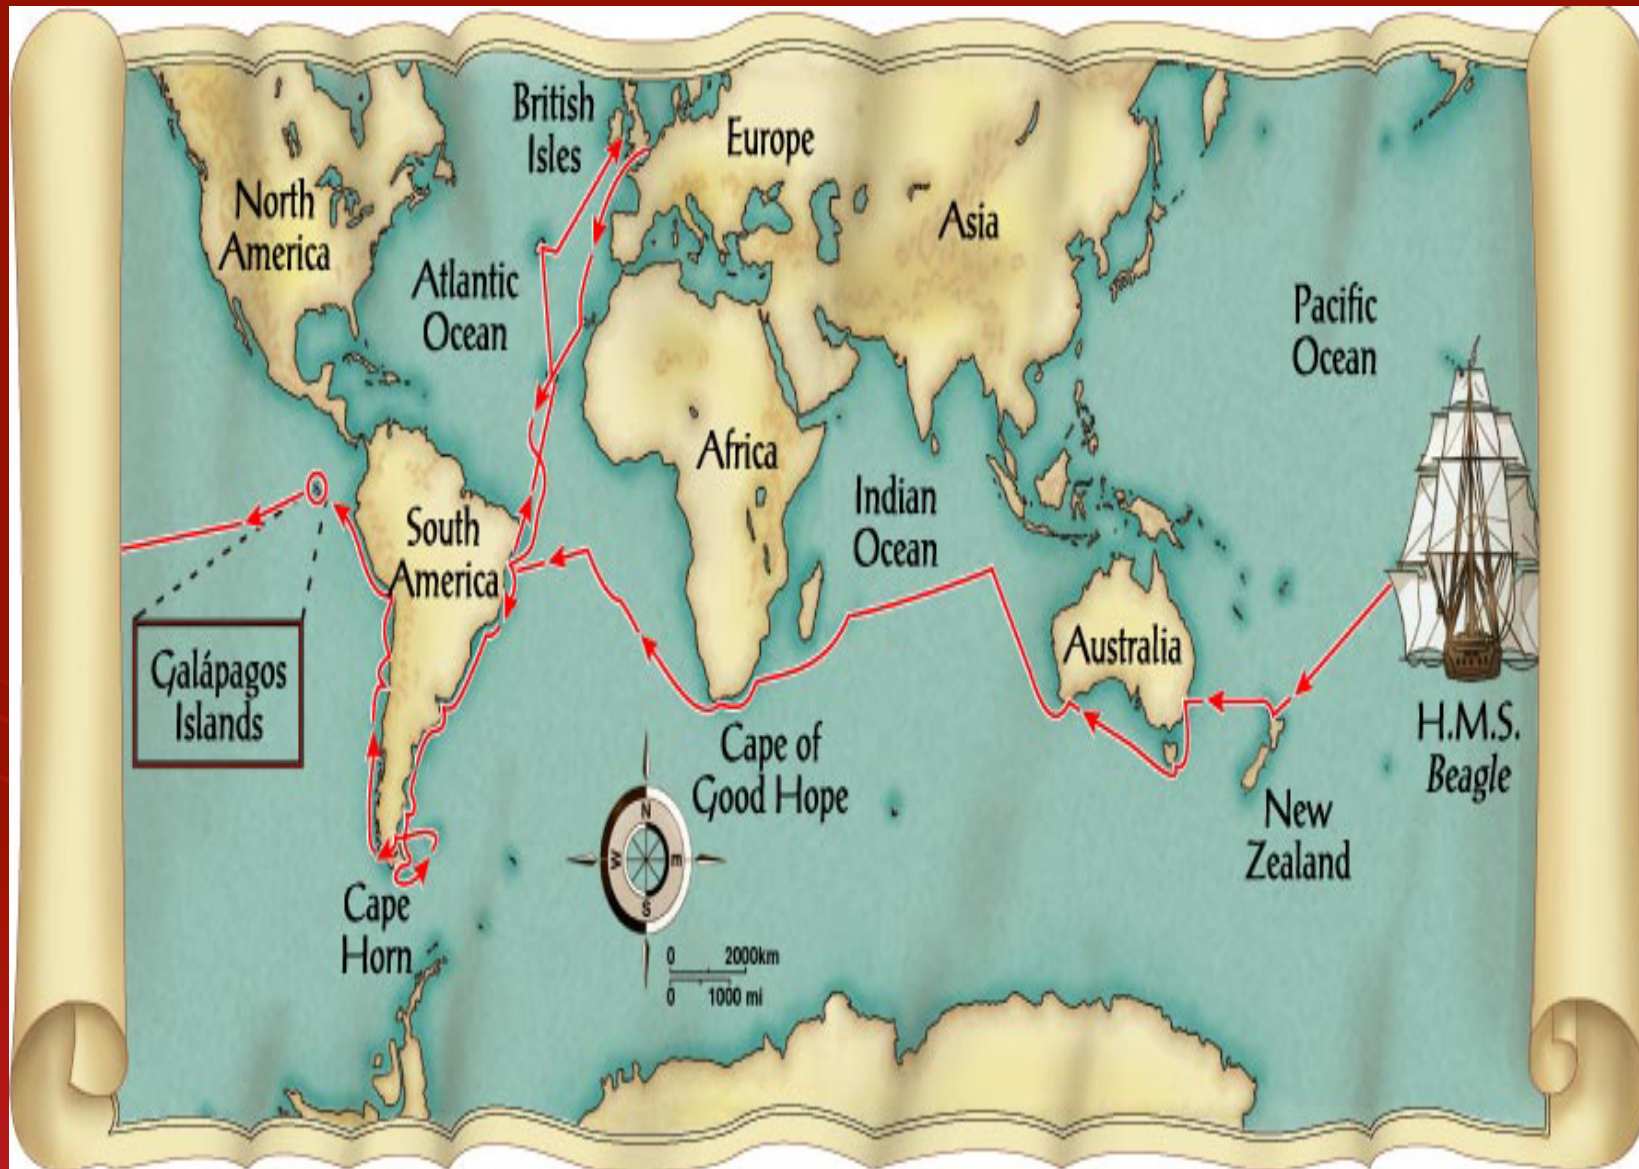 British
Isles
Europe
North
America
Asia
Atlantic
Ocean
Pacific
Ocean
Africa
South
America
Indian
Ocean
Galápagos
Islands
Australia
H.M.S.
Beagle
Cape of
Good Hope
New
Zealand
Cape
Horn
N
W
E
S
0 2000km
0 1000 mi